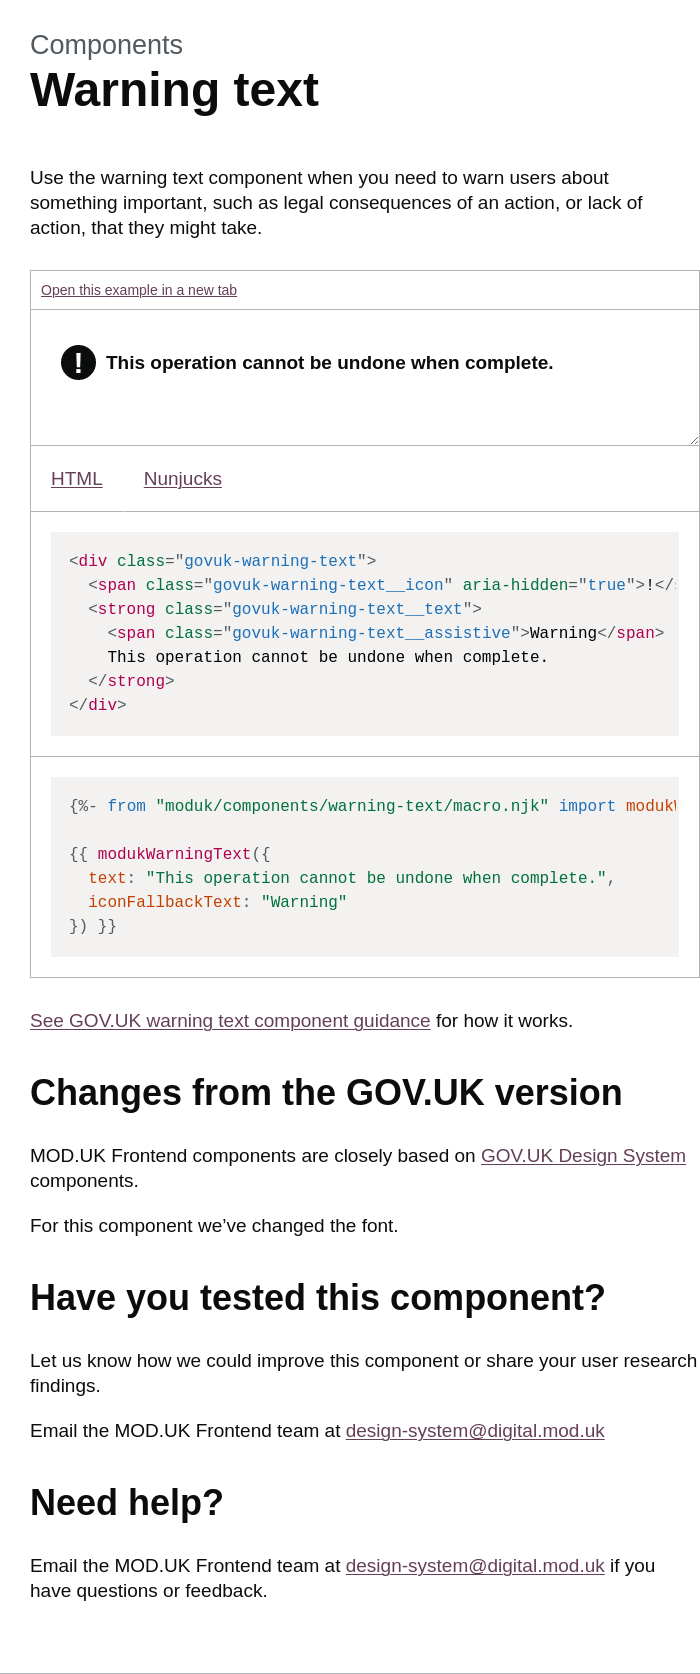 Components
Warning text
Use the warning text component when you need to warn users about
something important, such as legal consequences of an action, or lack of
action, that they might take.
Open this example in a new tab
! This operation cannot be undone when complete.
HTML Nunjucks
<div class="govuk-warning-text">
  <span class="govuk-warning-text__icon" aria-hidden="true">!</
  <strong class="govuk-warning-text__text">
    <span class="govuk-warning-text__assistive">Warning</span>
    This operation cannot be undone when complete.
  </strong>
</div>
{%- from "moduk/components/warning-text/macro.njk" import
{{ modukWarningText({
  text: "This operation cannot be undone when complete.",
  iconFallbackText: "Warning"
}) }}
See GOV.UK warning text component guidance for how it works.
Changes from the GOV.UK version
MOD.UK Frontend components are closely based on GOV.UK Design System
components.
For this component we’ve changed the font.
Have you tested this component?
Let us know how we could improve this component or share your user research
findings.
Email the MOD.UK Frontend team at design-system@digital.mod.uk
Need help?
Email the MOD.UK Frontend team at design-system@digital.mod.uk if you
have questions or feedback.